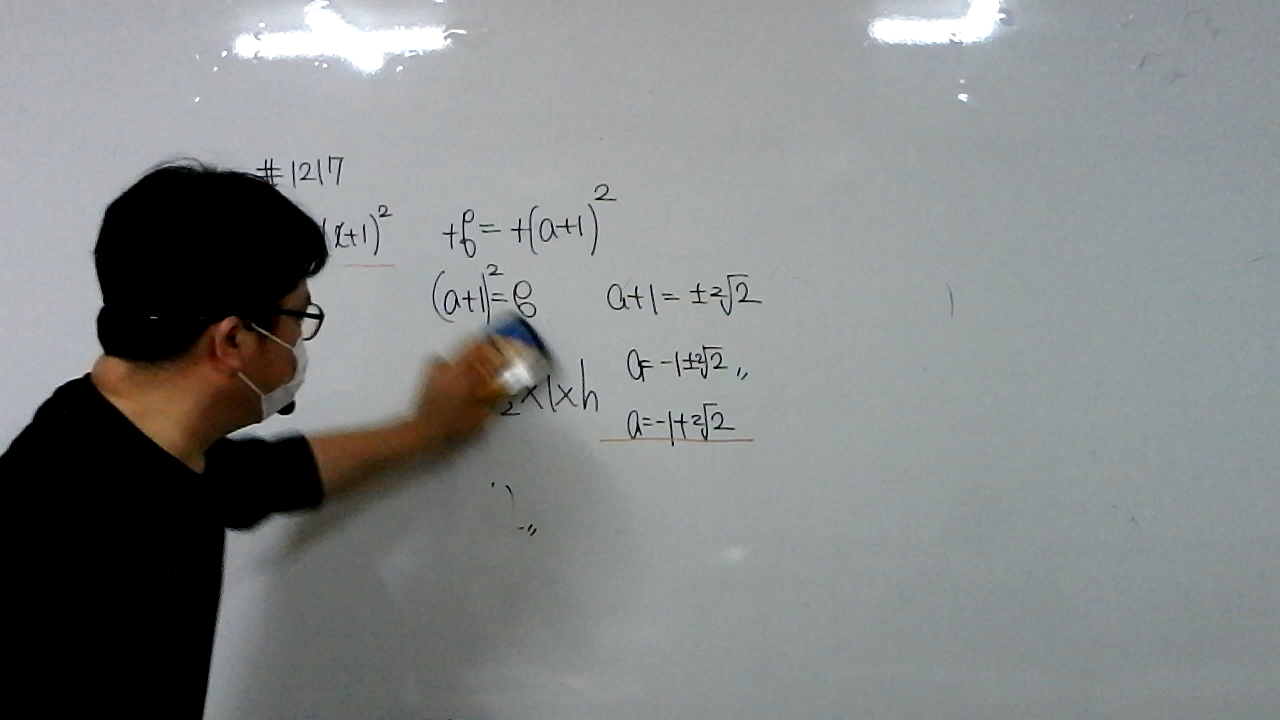 #1217
(x+1)²   +8=+(a+1)²
(a+1)²=8   a+1=±2√2
a=-1±2√2 〃
2×1×h   a=-1+2√2